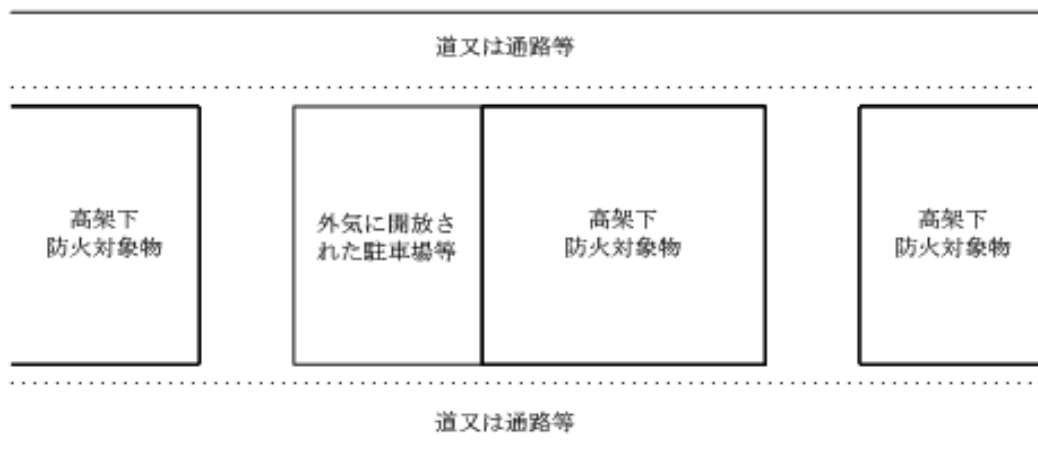 道又は通路等
高架下
防火対象物
外気に開放さ
れた駐車場等
高架下
防火対象物
高架下
防火対象物
道又は通路等